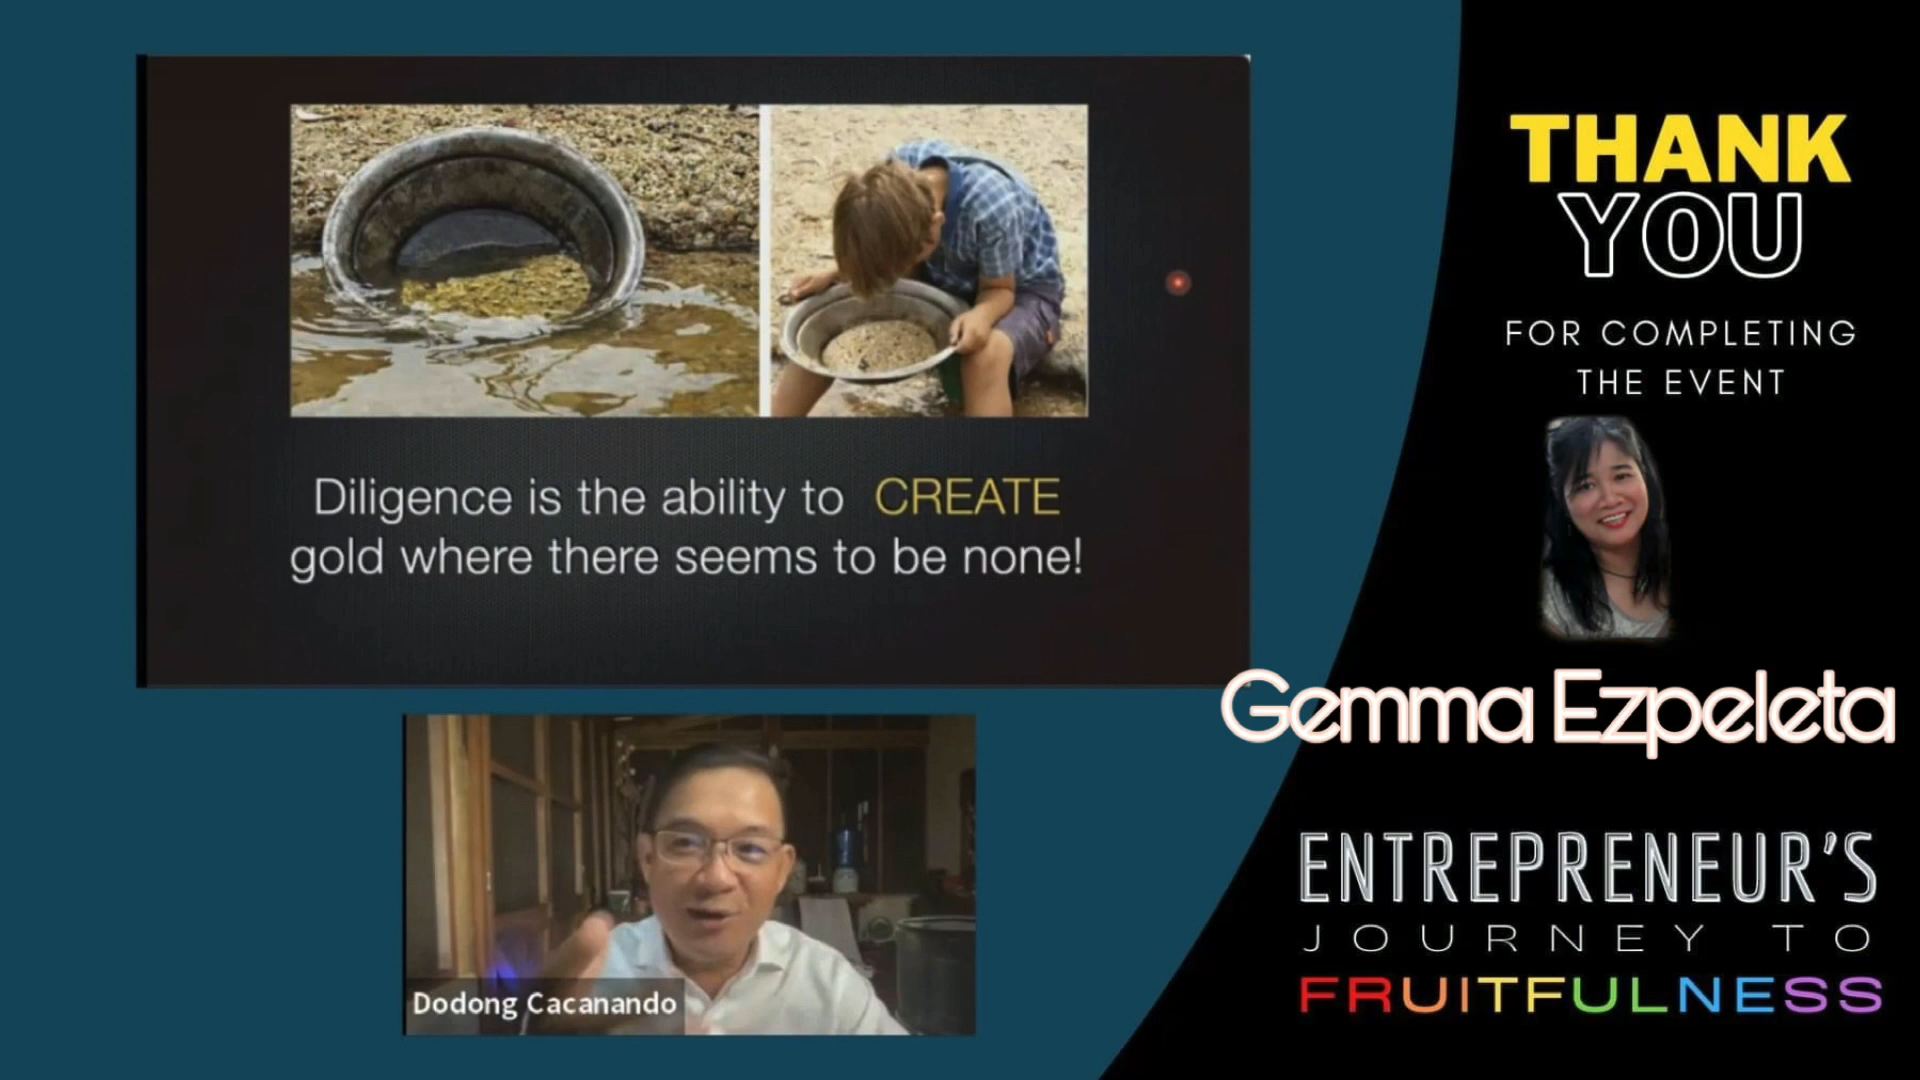 Diligence is the ability to CREATE
gold where there seems to be none!
Dodong Cacanando
THANK
YOU
FOR COMPLETING
THE EVENT
Gemma Ezpeleta
ENTREPRENEUR'S
JOURNEY TO
FRUITFULNESS